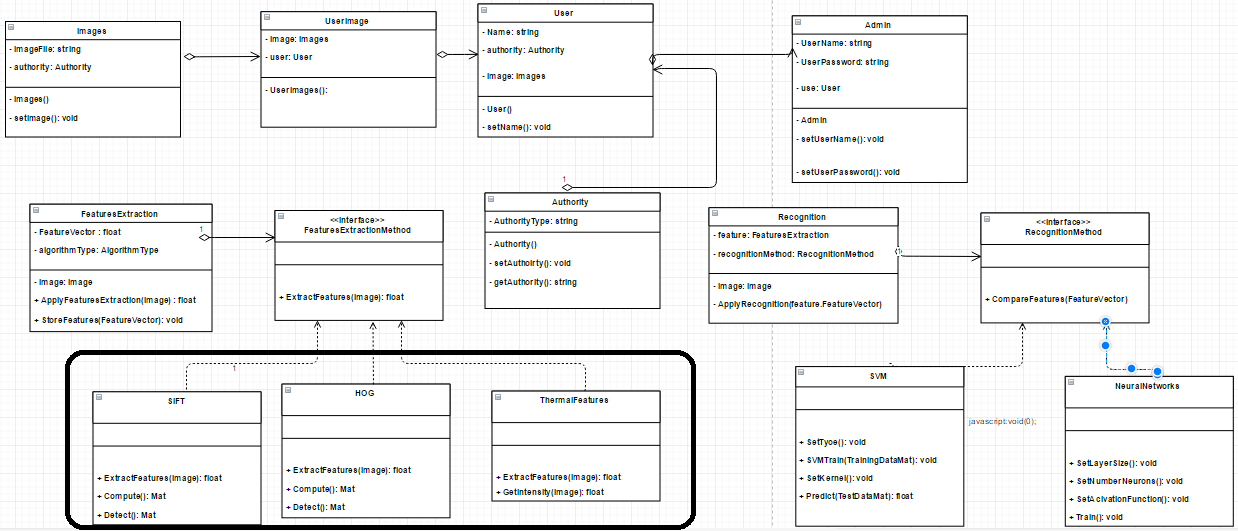 Images
- ImageFile: string
- authority: Authority
- Images()
- setImage(): void
UserImage
- Image: Images
- user: User
- UserImages():
User
- Name: string
- authority: Authority
- Image: Images
- User()
- setName(): void
Admin
- UserName: string
- UserPassword: string
- use: User
- Admin
- setUserName(): void
- setUserPassword(): void
1
Authority
- AuthorityType: string
- Authority()
- setAuthoirty(): void
- getAuthority(): string
FeaturesExtraction
- FeatureVector : float
- algorithmType: AlgorithmType
- Image: Image
+ ApplyFeaturesExtraction(Image) : float
+ StoreFeatures(FeatureVector): void
1
<<Interface>>
FeaturesExtractionMethod
+ ExtractFeatures(Image): float
Recognition
- feature: FeaturesExtraction
- recognitionMethod: RecognitionMethod
- Image: Image
- ApplyRecognition(feature.FeatureVector)
1
<<Interface>>
RecognitionMethod
+ CompareFeatures(FeatureVector)
1
SIFT
+ ExtractFeatures(Image): float
+ Compute(): Mat
+ Detect(): Mat
HOG
+ ExtractFeatures(Image): float
+ Compute(): Mat
+ Detect(): Mat
ThermalFeatures
+ ExtractFeatures(Image): float
+ GetIntensity(Image): float
SVM
+ SetTyoe(): void
+ SVMTrain(TrainingDataMat): void
+ SetKernel(): void
+ Predict(TestDataMat): float
javascript:void(0);
NeuralNetworks
+ SetLayerSize(): void
+ SetNumberNeurons(): void
+ SetAcivationFunction(): void
+ Train(): void